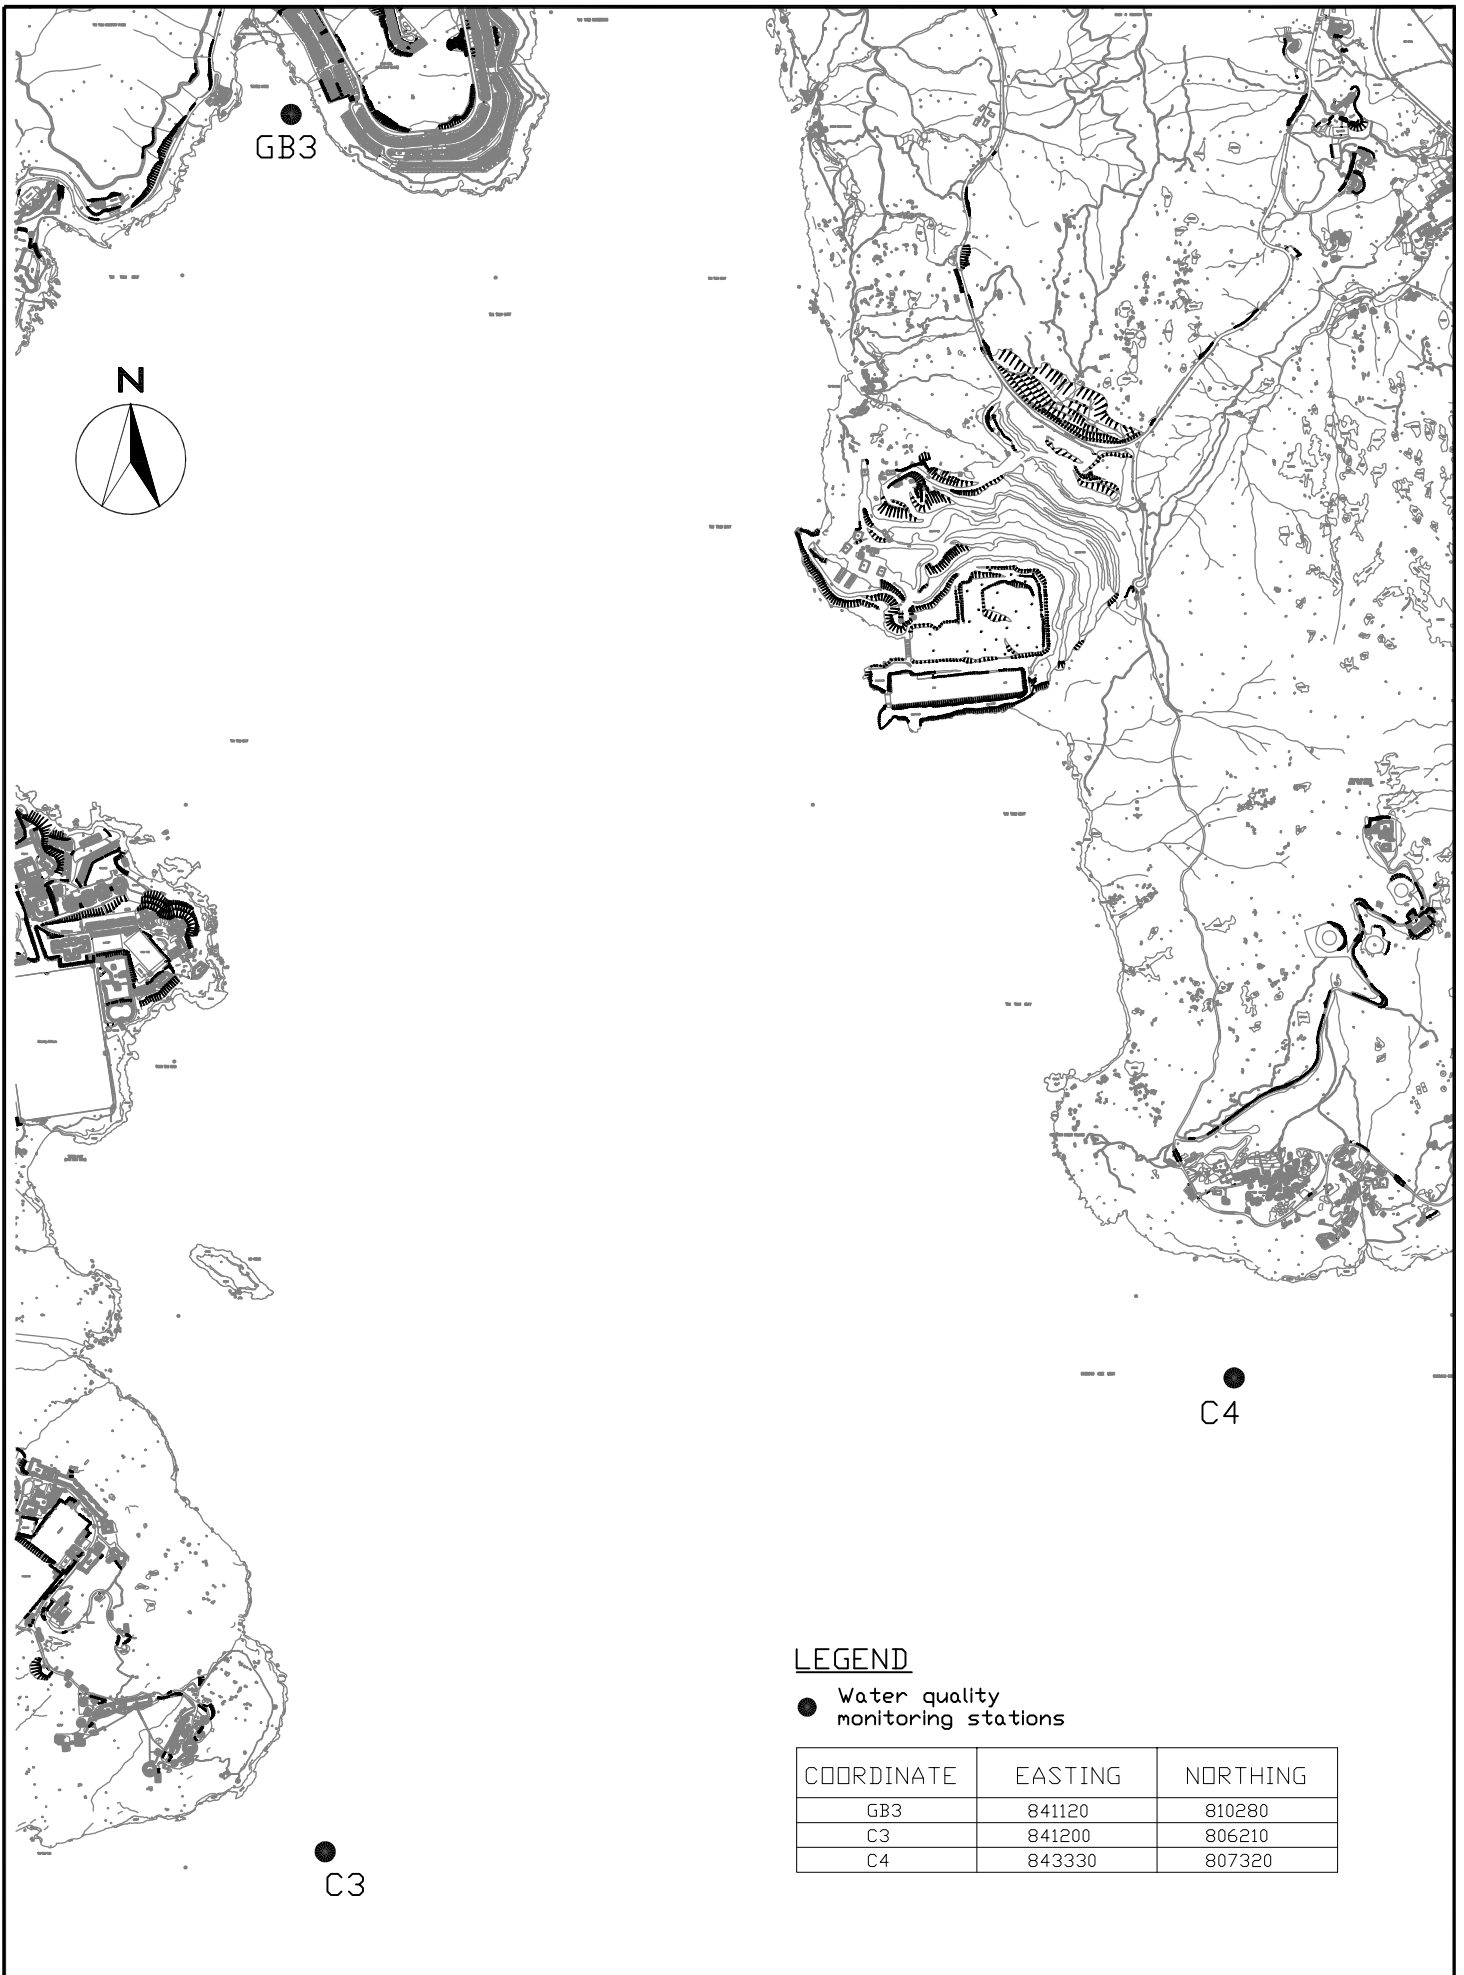 GB3
N
C4
C3
LEGEND
Water quality
monitoring stations
COORDINATE EASTING NORTHING
GB3 841120 810280
C3 841200 806210
C4 843330 807320